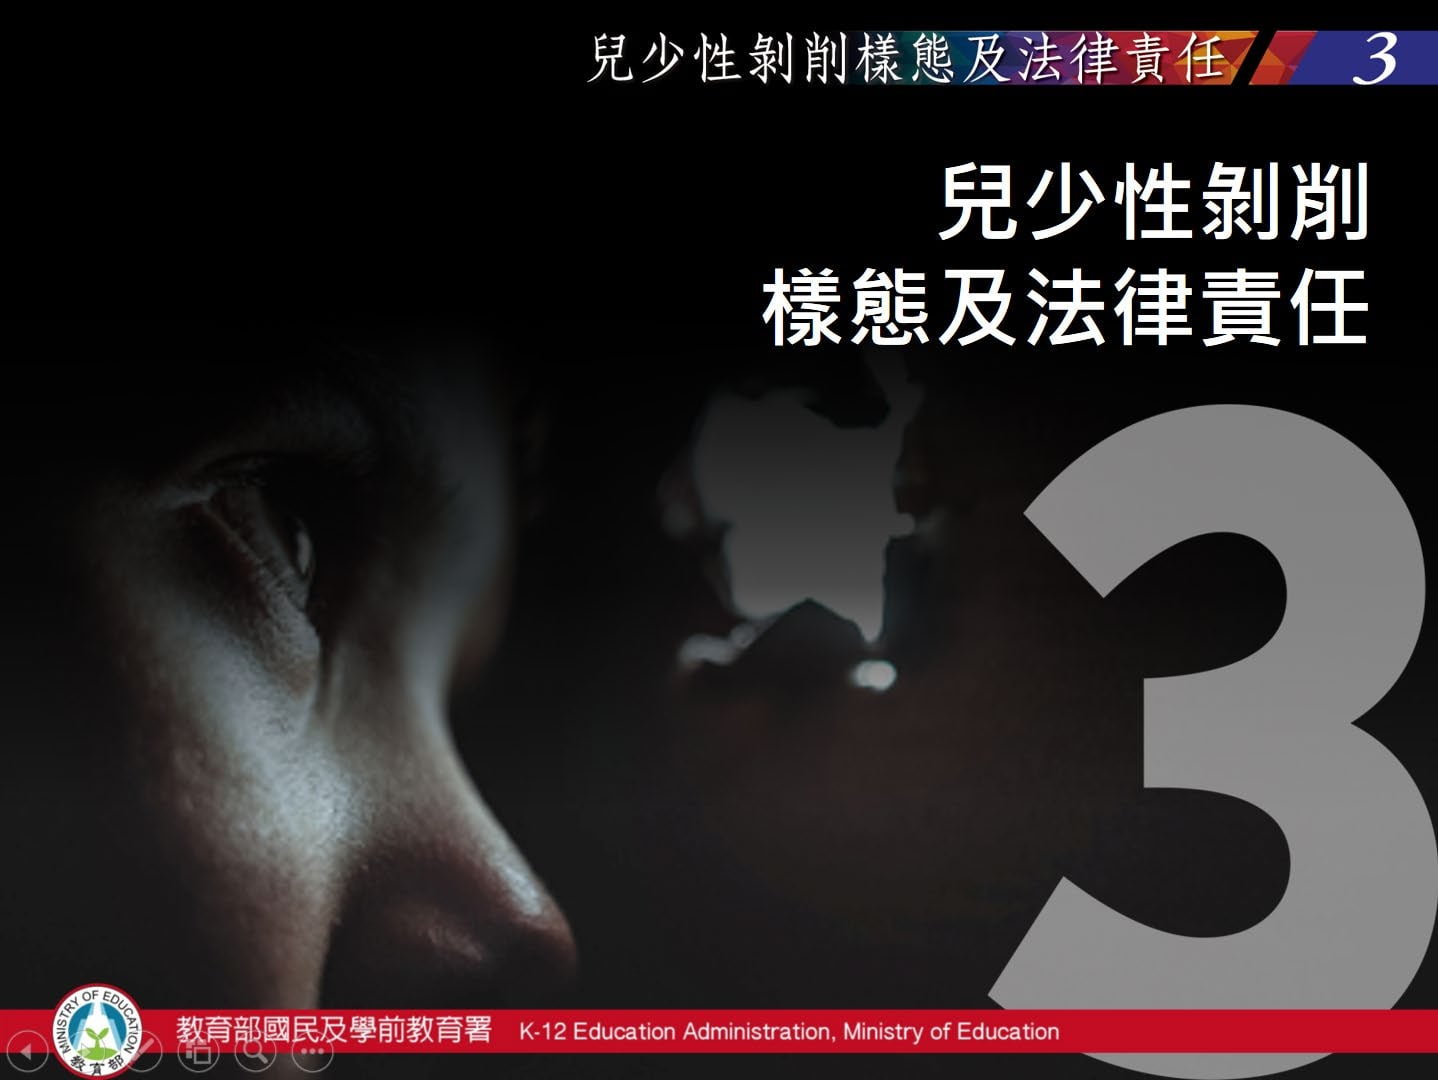 兒少性剝削樣態及法律責任
3
兒少性剝削
樣態及法律責任
3
MINISTRY OF EDUCATION
教育部
教育部國民及學前教育署 K-12 Education Administration, Ministry of Education